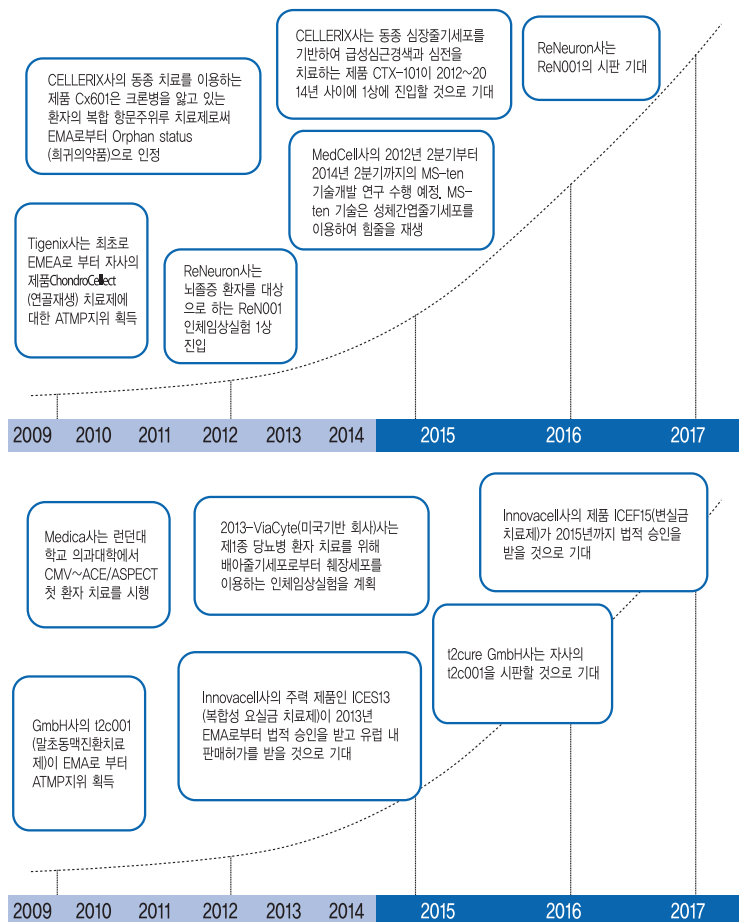 CELLERIX사의 동종 치료를 이용하는
제품 Cx601은 크론병을 앓고 있는
환자의 복합 항문주위루 치료제로써
EMA로부터 Orphan status
(희귀의약품)으로 인정
CELLERIX사는 동종 심장줄기세포를
기반하여 급성심근경색과 심전을
치료하는 제품 CTX-101이 2012~20
14년 사이에 1상에 진입할 것으로 기대
ReNeuron사는
ReN001의 시판 기대
MedCell사의 2012년 2분기부터
2014년 2분기까지의 MS-ten
기술개발 연구 수행 예정. MS-
ten 기술은 성체간엽줄기세포를
이용하여 힘줄을 재생
Tigenix사는 최초로
EMEA로 부터 자사의
제품ChondroCellect
(연골재생) 치료제에
대한 ATMP지위 획득
ReNeuron사는
뇌졸증 환자를 대상
으로 하는 ReN001
인체임상실험 1상
진입
2009 2010 2011 2012 2013 2014 2015 2016 2017
Medica사는 런던대
학교 의과대학에서
CMV~ACE/ASPECT
첫 환자 치료를 시행
2013-ViaCyte(미국기반 회사)사는
제1종 당뇨병 환자 치료를 위해
배아줄기세포로부터 췌장세포를
이용하는 인체임상실험을 계획
Innovacell사의 제품 ICEF15(변실금
치료제)가 2015년까지 법적 승인을
받을 것으로 기대
GmbH사의 t2c001
(말초동맥진환치료
제)이 EMA로 부터
ATMP지위 획득
Innovacell사의 주력 제품인 ICES13
(복합성 요실금 치료제)이 2013년
EMA로부터 법적 승인을 받고 유럽 내
판매허가를 받을 것으로 기대
t2cure GmbH사는 자사의
t2c001을 시판할 것으로 기대
2009 2010 2011 2012 2013 2014 2015 2016 2017